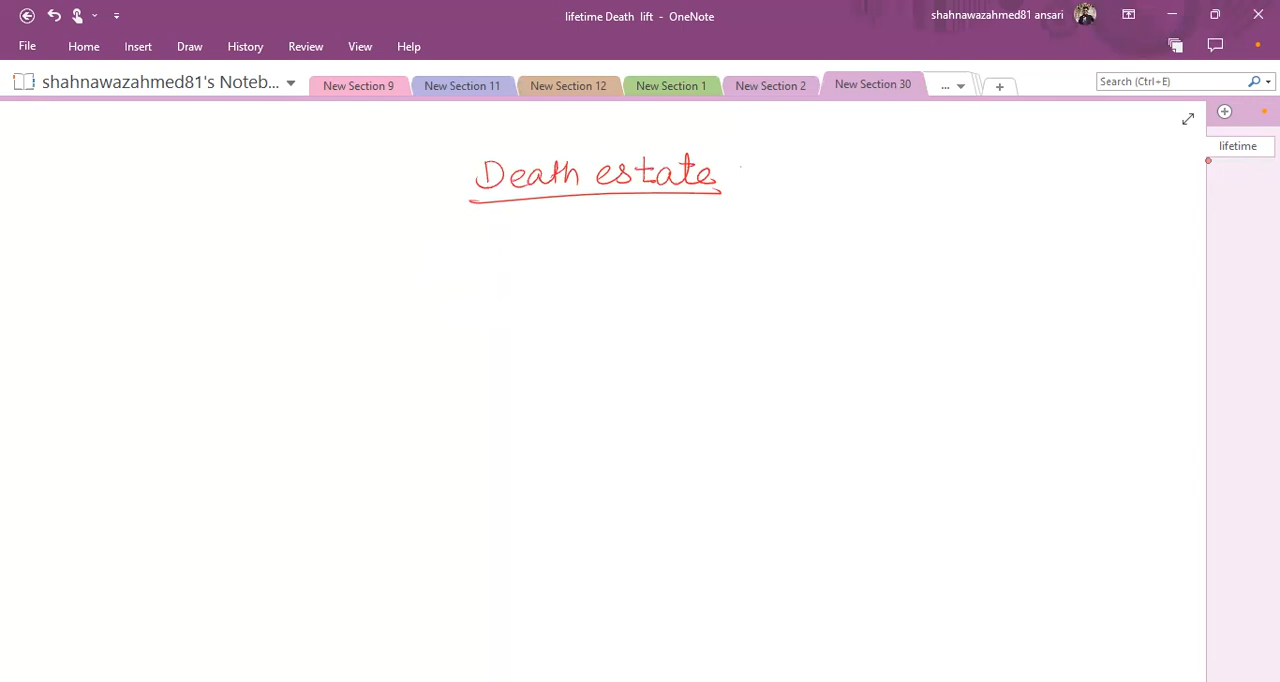 lifetime Death lift - OneNote
shahnawazahmed81 ansari
File Home Insert Draw History Review View Help
shahnawazahmed81's Noteb...
New Section 9 New Section 11 New Section 12 New Section 1 New Section 2 New Section 30 ... +
Search (Ctrl+E)
lifetime
Death estate